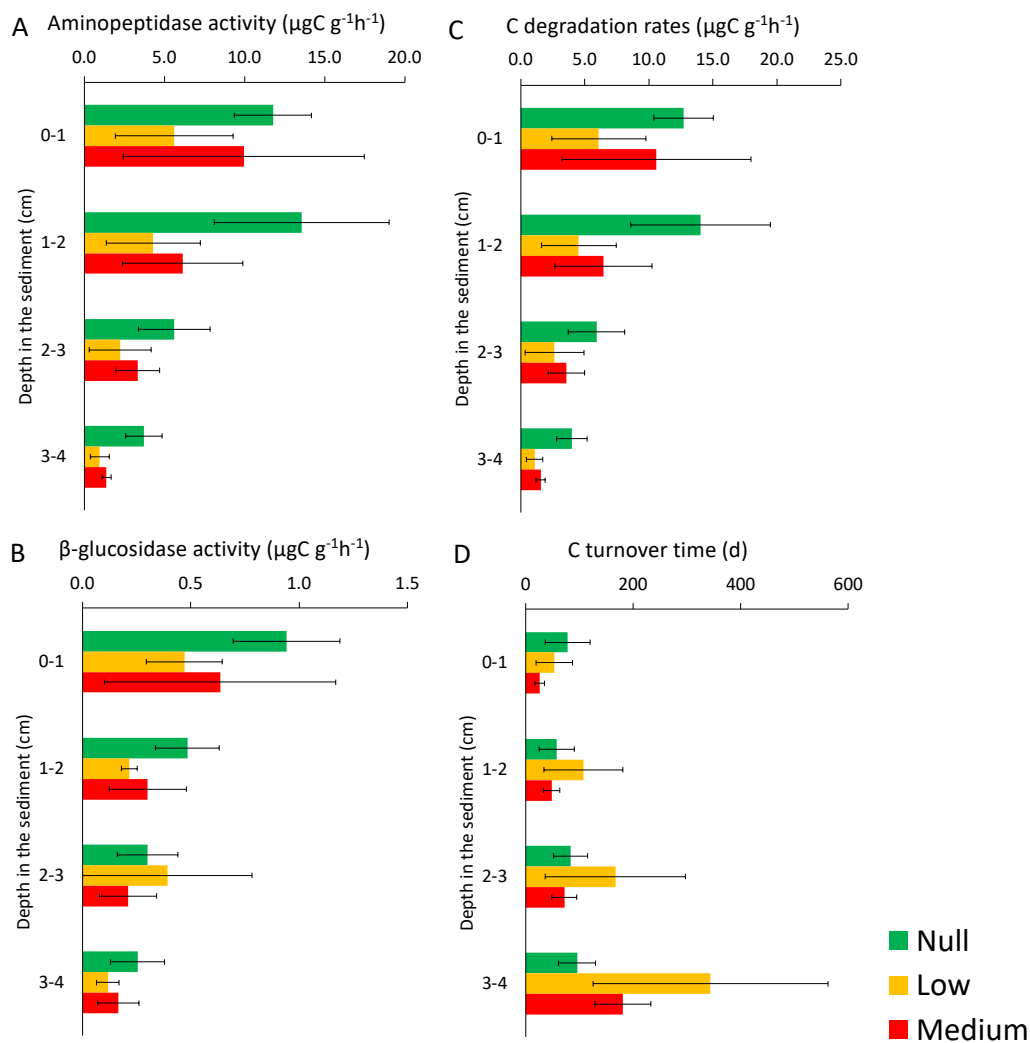 A
Aminopeptidase activity (µgC g⁻¹h⁻¹)
0.0 5.0 10.0 15.0 20.0
Depth in the sediment (cm)
0-1
1-2
2-3
3-4
C
C degradation rates (µgC g⁻¹h⁻¹)
0.0 5.0 10.0 15.0 20.0 25.0
Depth in the sediment (cm)
0-1
1-2
2-3
3-4
B
β-glucosidase activity (µgC g⁻¹h⁻¹)
0.0 0.5 1.0 1.5
Depth in the sediment (cm)
0-1
1-2
2-3
3-4
D
C turnover time (d)
0 200 400 600
Depth in the sediment (cm)
0-1
1-2
2-3
3-4
Null
Low
Medium